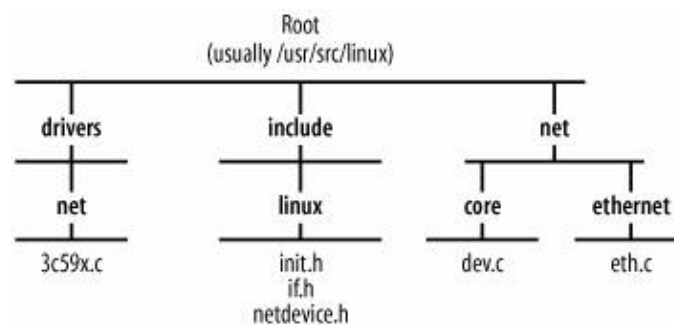 Root
(usually /usr/src/linux)
drivers
include
net
net
linux
core
ethernet
3c59x.c
init.h
dev.c
eth.c
if.h
netdevice.h